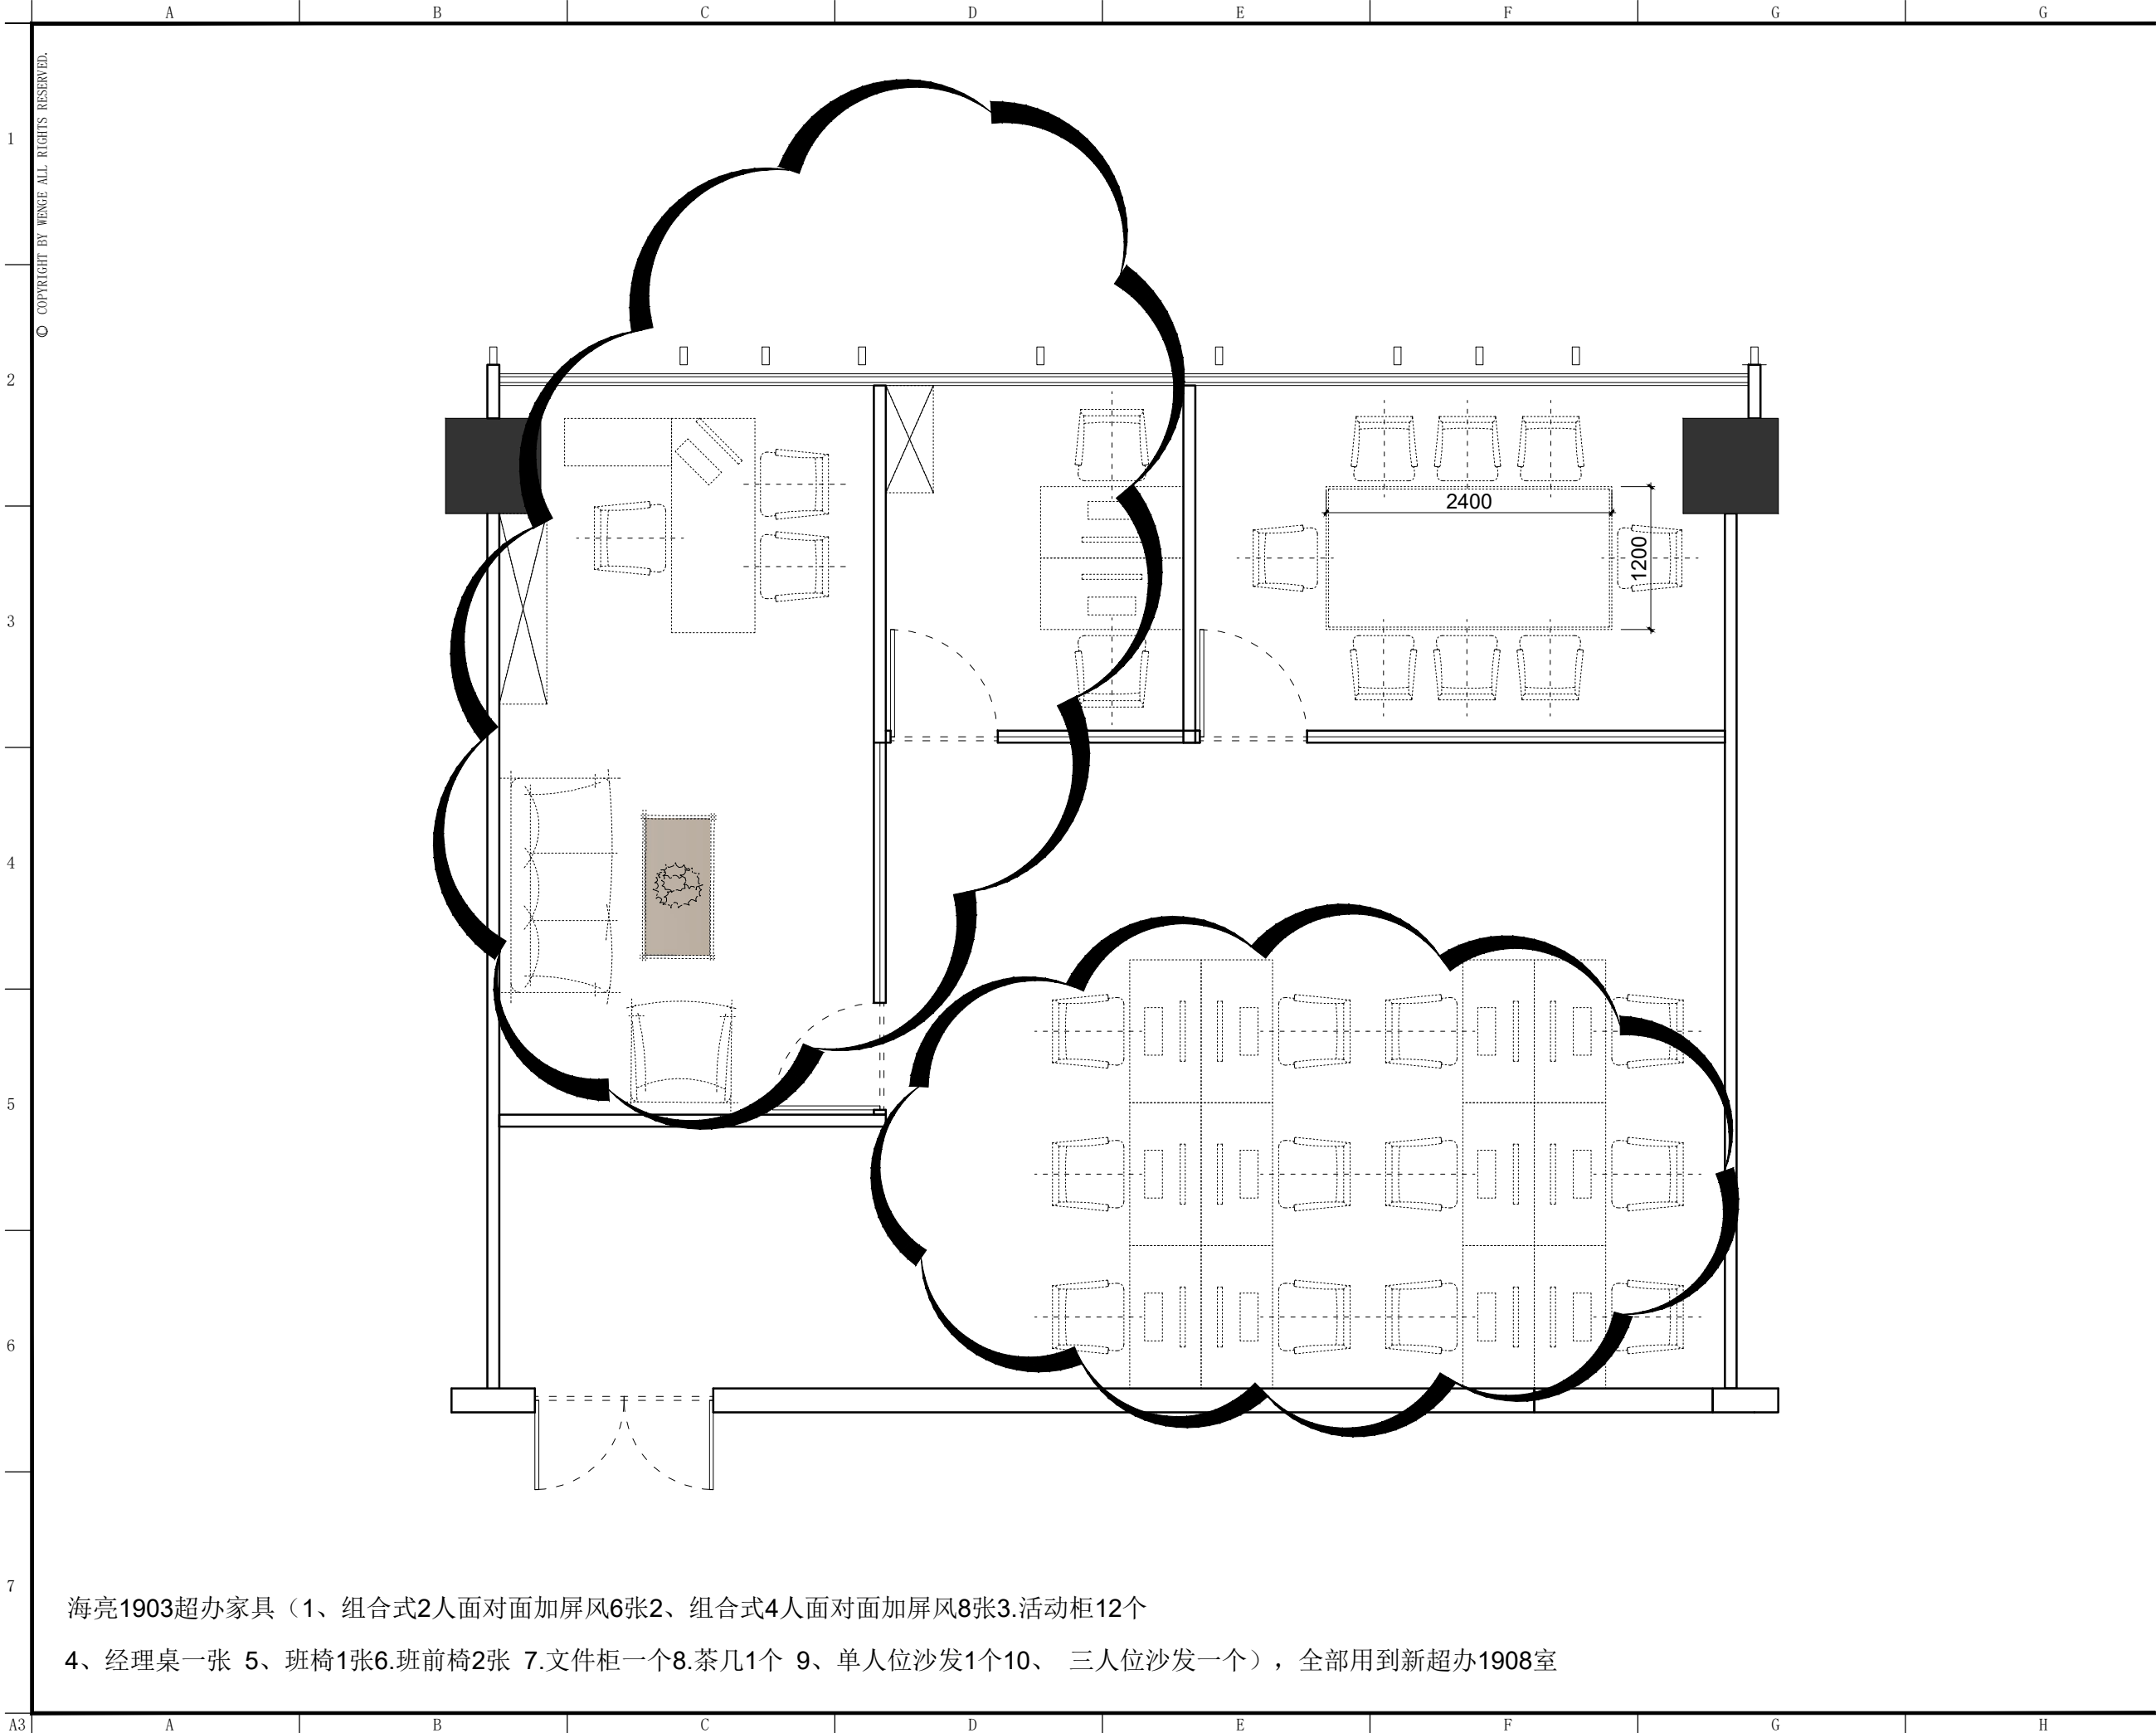 A B C D E F G G
© COPYRIGHT BY WENGE ALL RIGHTS RESERVED.
1
2
3
4
5
6
7
2400
1200
海亮1903超办家具（1、组合式2人面对面加屏风6张2、组合式4人面对面加屏风8张3.活动柜12个
4、经理桌一张 5、班椅1张6.班前椅2张 7.文件柜一个8.茶几1个 9、单人位沙发1个10、 三人位沙发一个），全部用到新超办1908室
A3 A B C D E F G H